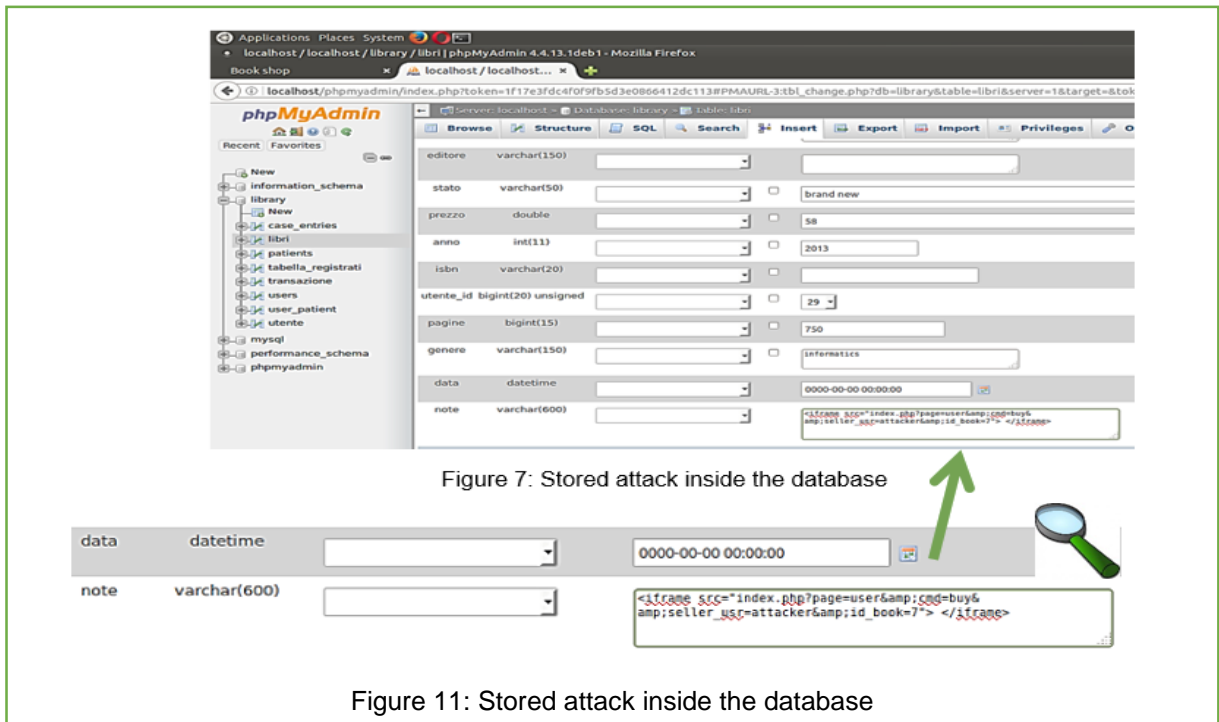 Applications Places System
localhost / localhost / library / libri | phpMyAdmin 4.4.13.1deb1 - Mozilla Firefox
Book shop × localhost / localhost... ×
localhost/phpmyadmin/index.php?token=1f17e3fdc4f0f9fb5d3e0866412dc113#PMAURL-3:tbl_change.php?db=library&table=libri&server=1&target=&tok
phpMyAdmin
Recent Favorites
New
information_schema
library
New
case_entries
libri
patients
tabella_registrati
transazione
users
user_patient
utente
mysql
performance_schema
phpmyadmin
Server: localhost » Database: library » Table: libri
Browse Structure SQL Search Insert Export Import Privileges O
editore varchar(150)
stato varchar(50) brand new
prezzo double 58
anno int(11) 2013
isbn varchar(20)
utente_id bigint(20) unsigned 29
pagine bigint(15) 750
genere varchar(150) informatics
data datetime 0000-00-00 00:00:00
note varchar(600) <iframe src="index.php?page=user&amp;cmd=buy&
amp;seller_usr=attacker&amp;id_book=7"> </iframe>
Figure 7: Stored attack inside the database
data datetime 0000-00-00 00:00:00
note varchar(600) <iframe src="index.php?page=user&amp;cmd=buy&
amp;seller_usr=attacker&amp;id_book=7"> </iframe>
Figure 11: Stored attack inside the database